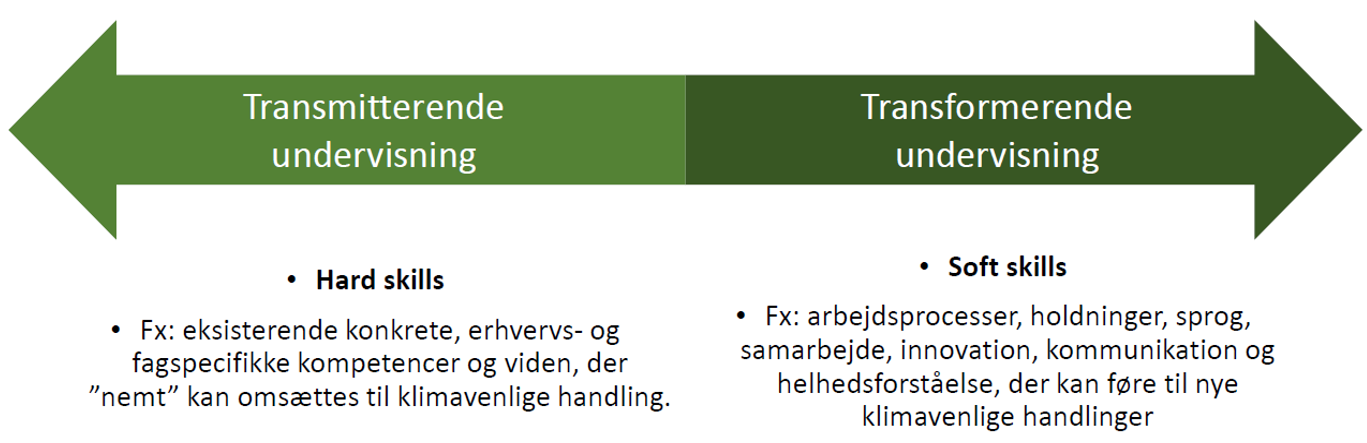 Transmitterende
undervisning
Transformerende
undervisning
• Hard skills
• Fx: eksisterende konkrete, erhvervs- og
fagspecifikke kompetencer og viden, der
”nemt” kan omsættes til klimavenlige handling.
• Soft skills
• Fx: arbejdsprocesser, holdninger, sprog,
samarbejde, innovation, kommunikation og
helhedsforståelse, der kan føre til nye
klimavenlige handlinger